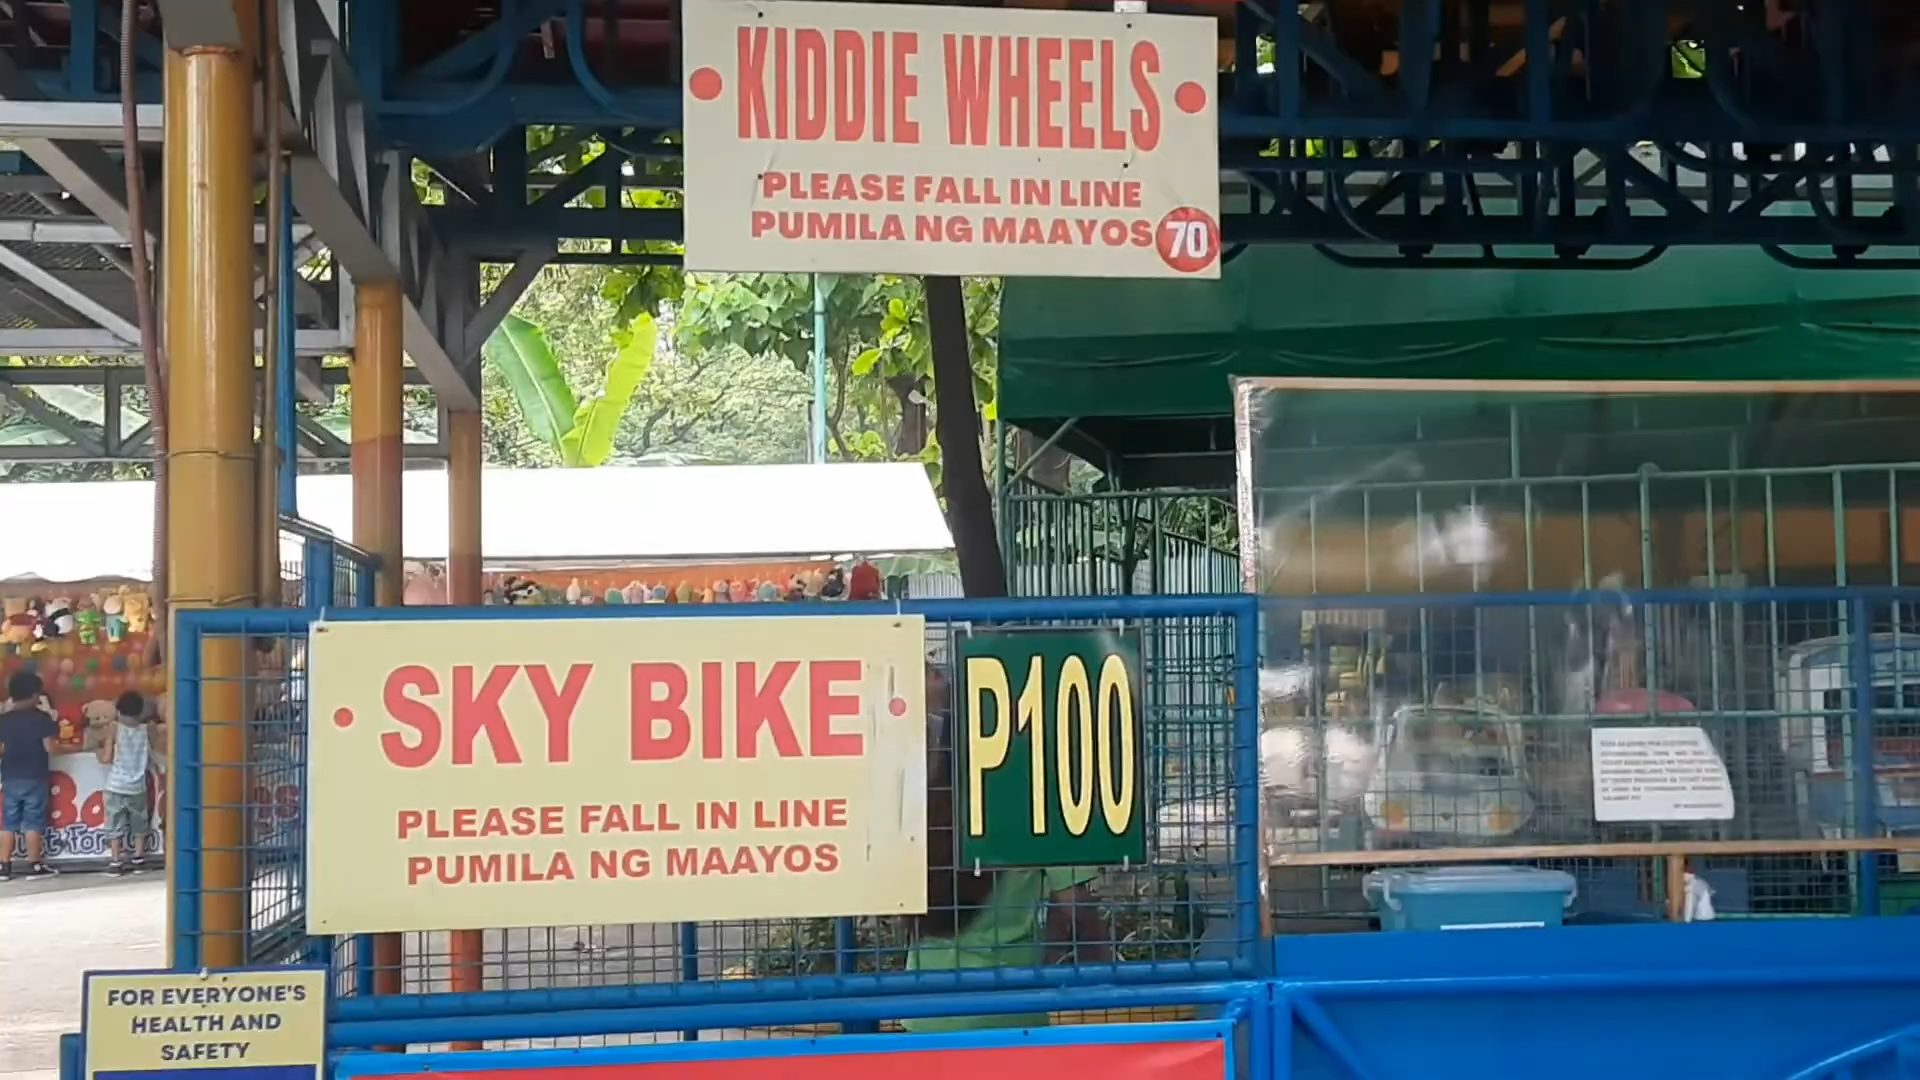 KIDDIE WHEELS
PLEASE FALL IN LINE
PUMILA NG MAAYOS
70
SKY BIKE
PLEASE FALL IN LINE
PUMILA NG MAAYOS
P100
FOR EVERYONE'S
HEALTH AND
SAFETY